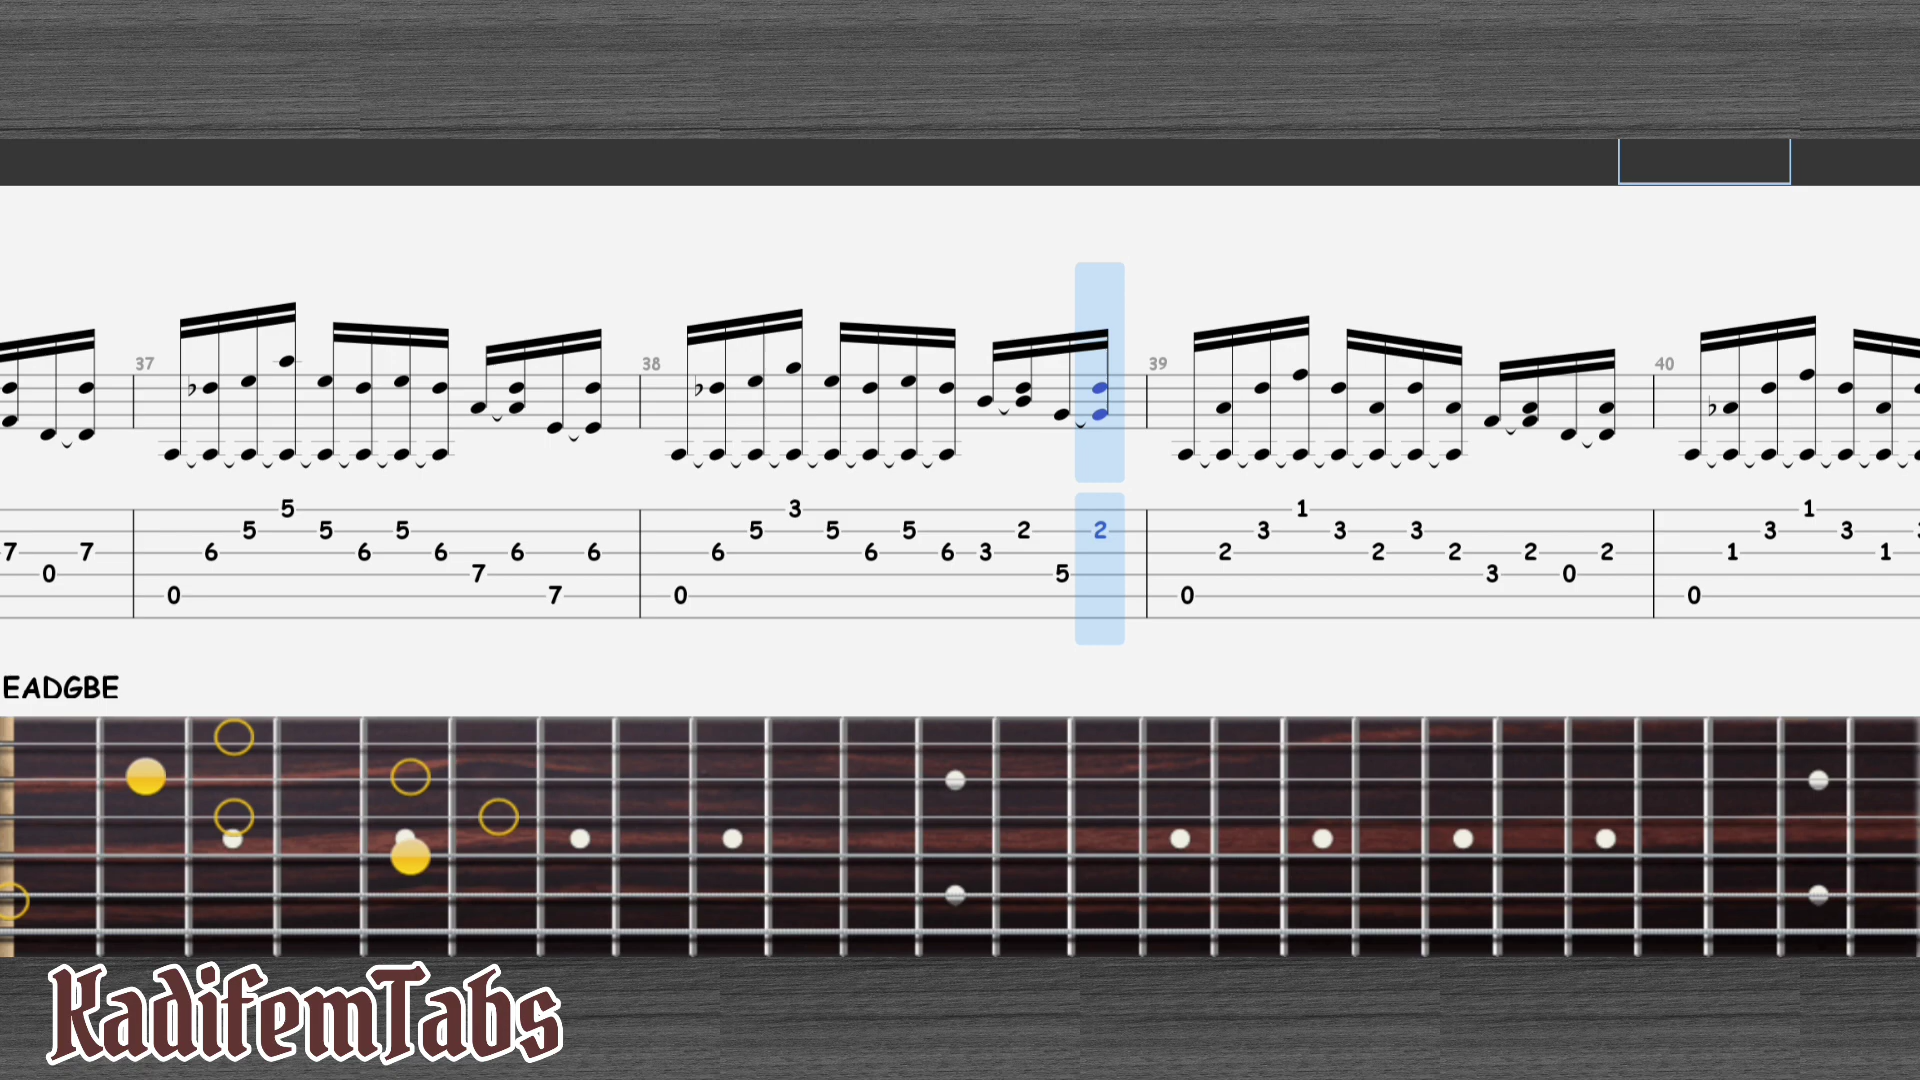 37 38 39 40
5 3 1 1
5 5 5 5 5 2 2 3 3 3 3 3
7 7 6 6 6 6 6 6 6 6 3 2 2 2 2 2 1 1
0 7 5 3 0
0 7 0 0 0
EADGBE
KadifemTabs